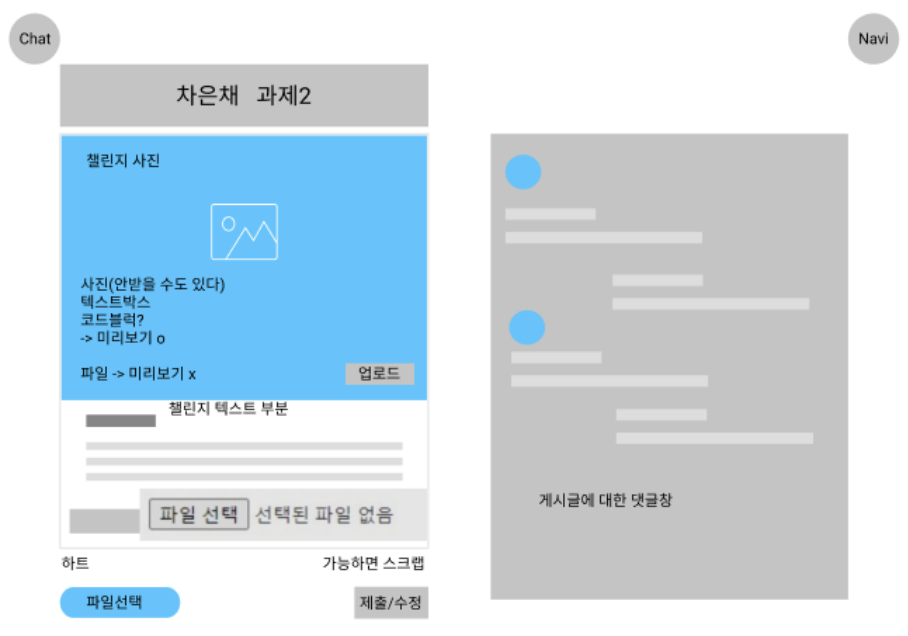 Chat
Navi
차은채 과제2
챌린지 사진
사진(안받을 수도 있다)
텍스트박스
코드블럭?
-> 미리보기 o
파일 -> 미리보기 x
업로드
챌린지 텍스트 부분
파일 선택 선택된 파일 없음
하트
가능하면 스크랩
파일선택
제출/수정
게시글에 대한 댓글창